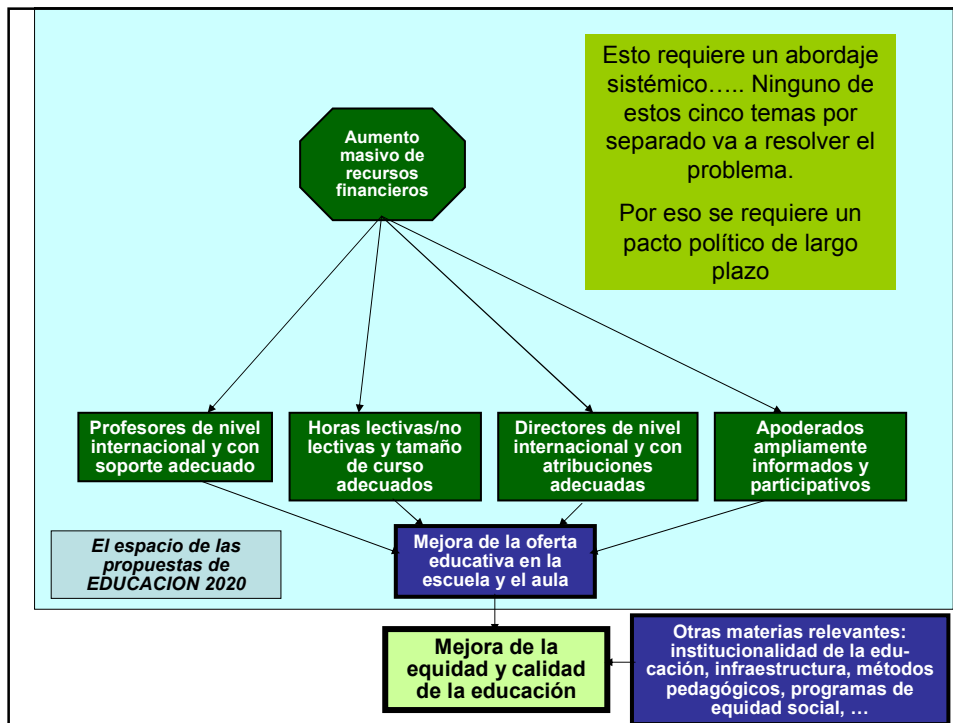 Esto requiere un abordaje
sistémico….. Ninguno de
estos cinco temas por
separado va a resolver el
problema.
Por eso se requiere un
pacto político de largo
plazo
Aumento
masivo de
recursos
financieros
Profesores de nivel
internacional y con
soporte adecuado
Horas lectivas/no
lectivas y tamaño
de curso
adecuados
Directores de nivel
internacional y con
atribuciones
adecuadas
Apoderados
ampliamente
informados y
participativos
El espacio de las
propuestas de
EDUCACION 2020
Mejora de la oferta
educativa en la
escuela y el aula
Mejora de la
equidad y calidad
de la educación
Otras materias relevantes:
institucionalidad de la edu-
cación, infraestructura, métodos
pedagógicos, programas de
equidad social, …